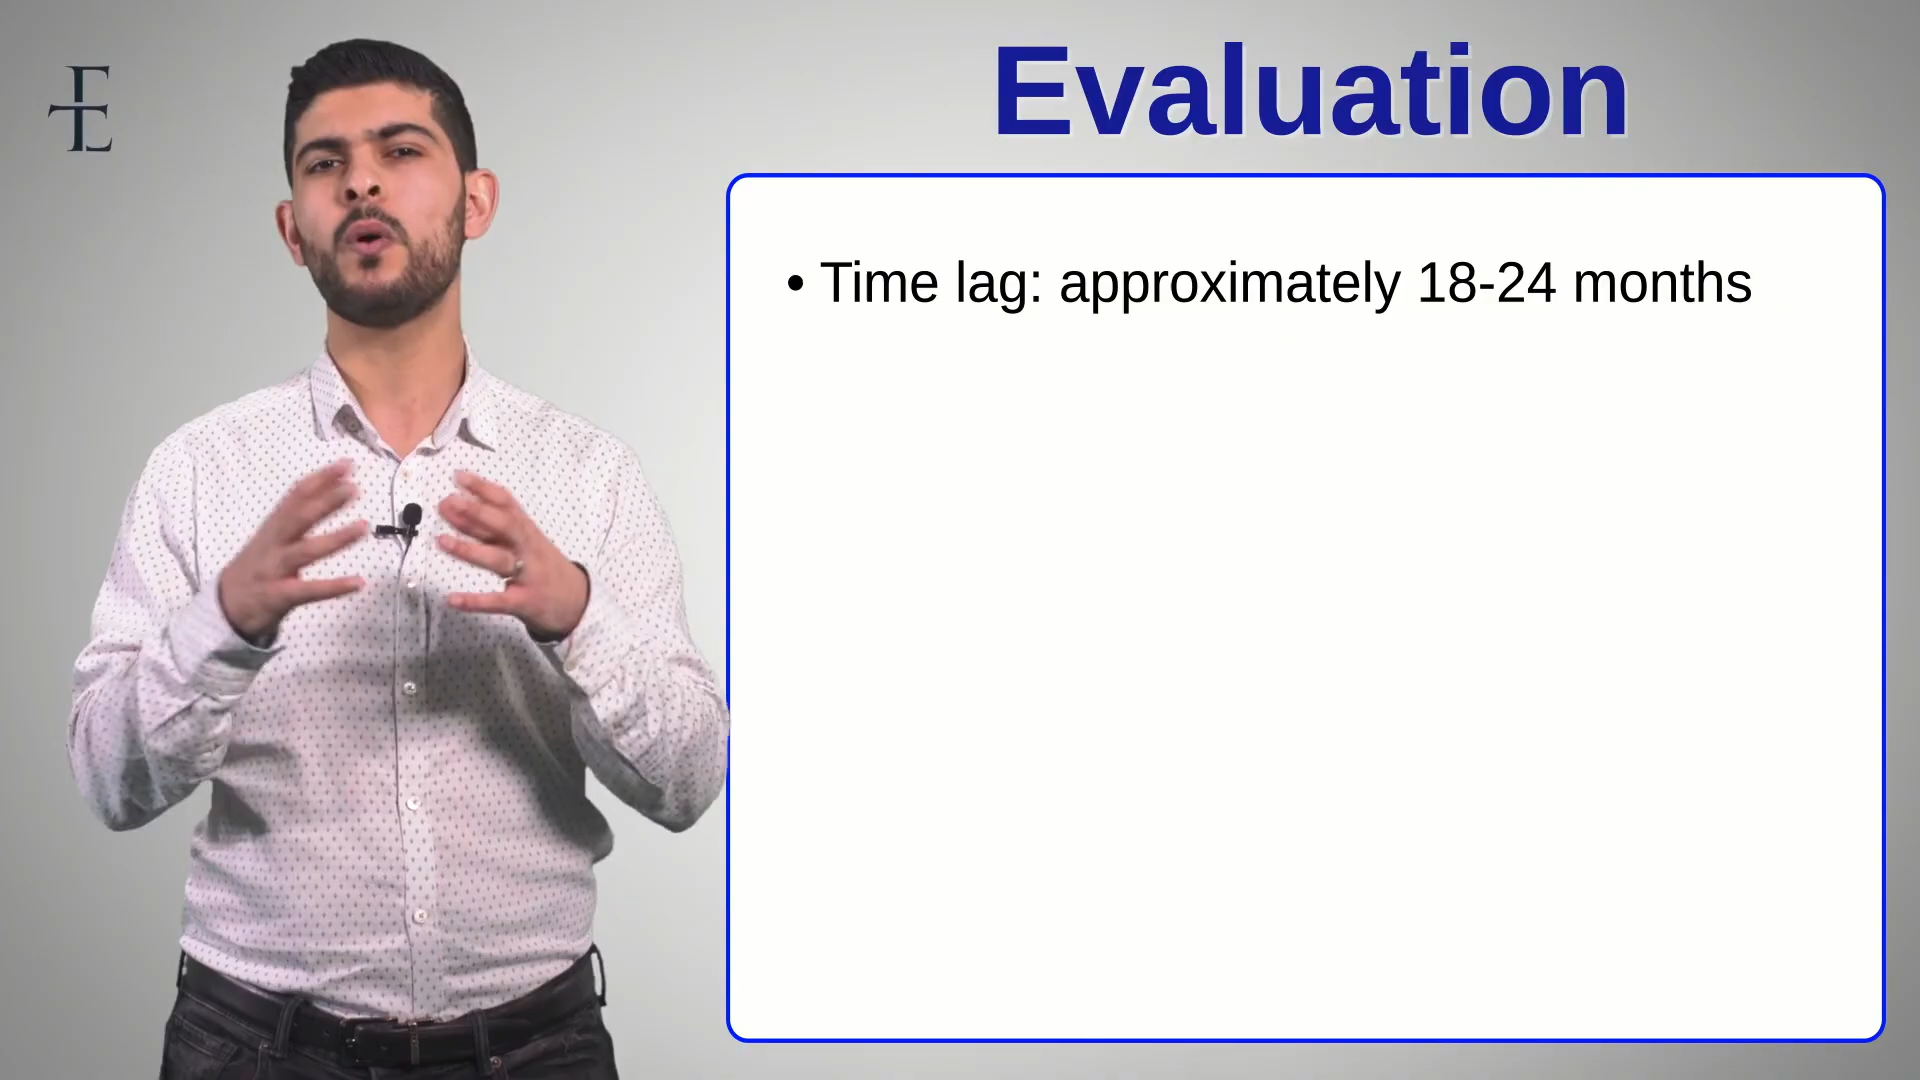 Evaluation
• Time lag: approximately 18-24 months